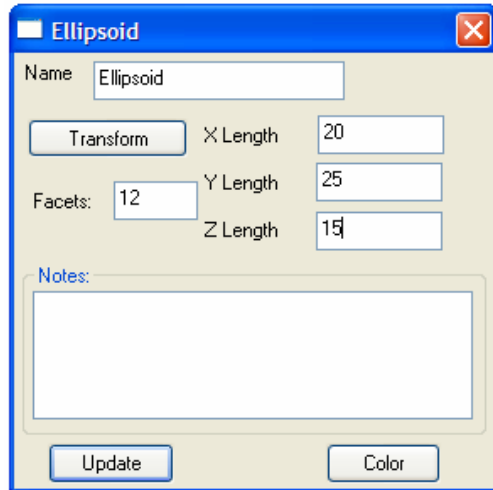 Ellipsoid
Name Ellipsoid
Transform X Length 20
Facets: 12 Y Length 25
Z Length 15
Notes:
Update Color